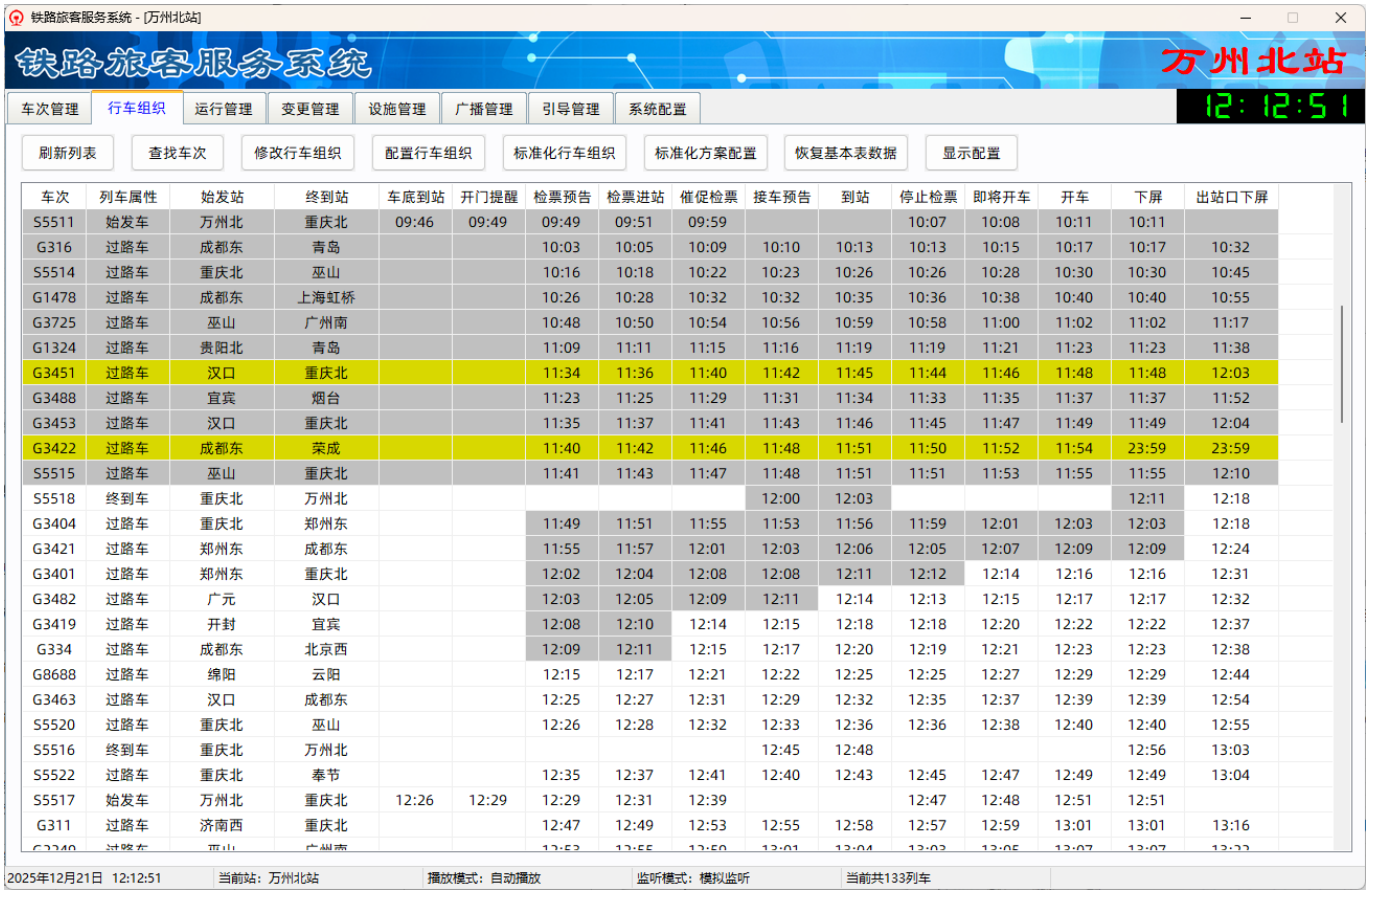 铁路旅客服务系统 - [万州北站]
铁路旅客服务系统
万州北站
车次管理 行车组织 运行管理 变更管理 设施管理 广播管理 引导管理 系统配置
12:12:51
刷新列表 查找车次 修改行车组织 配置行车组织 标准化行车组织 标准化方案配置 恢复基本表数据 显示配置
车次 列车属性 始发站 终到站 车底到站 开门提醒 检票预告 检票进站 催促检票 接车预告 到站 停止检票 即将开车 开车 下屏 出站口下屏
S5511 始发车 万州北 重庆北 09:46 09:49 09:49 09:51 09:59 10:07 10:08 10:11 10:11
G316 过路车 成都东 青岛 10:03 10:05 10:09 10:10 10:13 10:13 10:15 10:17 10:17 10:32
S5514 过路车 重庆北 巫山 10:16 10:18 10:22 10:23 10:26 10:26 10:28 10:30 10:30 10:45
G1478 过路车 成都东 上海虹桥 10:26 10:28 10:32 10:32 10:35 10:36 10:38 10:40 10:40 10:55
G3725 过路车 巫山 广州南 10:48 10:50 10:54 10:56 10:59 10:58 11:00 11:02 11:02 11:17
G1324 过路车 贵阳北 青岛 11:09 11:11 11:15 11:16 11:19 11:19 11:21 11:23 11:23 11:38
G3451 过路车 汉口 重庆北 11:34 11:36 11:40 11:42 11:45 11:44 11:46 11:48 11:48 12:03
G3488 过路车 宜宾 烟台 11:23 11:25 11:29 11:31 11:34 11:33 11:35 11:37 11:37 11:52
G3453 过路车 汉口 重庆北 11:35 11:37 11:41 11:43 11:46 11:45 11:47 11:49 11:49 12:04
G3422 过路车 成都东 荣成 11:40 11:42 11:46 11:48 11:51 11:50 11:52 11:54 23:59 23:59
S5515 过路车 巫山 重庆北 11:41 11:43 11:47 11:48 11:51 11:51 11:53 11:55 11:55 12:10
S5518 终到车 重庆北 万州北 12:00 12:03 12:11 12:18
G3404 过路车 重庆北 郑州东 11:49 11:51 11:55 11:53 11:56 11:59 12:01 12:03 12:03 12:18
G3421 过路车 郑州东 成都东 11:55 11:57 12:01 12:03 12:06 12:05 12:07 12:09 12:09 12:24
G3401 过路车 郑州东 重庆北 12:02 12:04 12:08 12:08 12:11 12:12 12:14 12:16 12:16 12:31
G3482 过路车 广元 汉口 12:03 12:05 12:09 12:11 12:14 12:13 12:15 12:17 12:17 12:32
G3419 过路车 开封 宜宾 12:08 12:10 12:14 12:15 12:18 12:18 12:20 12:22 12:22 12:37
G334 过路车 成都东 北京西 12:09 12:11 12:15 12:17 12:20 12:19 12:21 12:23 12:23 12:38
G8688 过路车 绵阳 云阳 12:15 12:17 12:21 12:22 12:25 12:25 12:27 12:29 12:29 12:44
G3463 过路车 汉口 成都东 12:25 12:27 12:31 12:29 12:32 12:35 12:37 12:39 12:39 12:54
S5520 过路车 重庆北 巫山 12:26 12:28 12:32 12:33 12:36 12:36 12:38 12:40 12:40 12:55
S5516 终到车 重庆北 万州北 12:45 12:48 12:56 13:03
S5522 过路车 重庆北 奉节 12:35 12:37 12:41 12:40 12:43 12:45 12:47 12:49 12:49 13:04
S5517 始发车 万州北 重庆北 12:26 12:29 12:29 12:31 12:39 12:47 12:48 12:51 12:51
G311 过路车 济南西 重庆北 12:47 12:49 12:53 12:55 12:58 12:57 12:59 13:01 13:01 13:16
过路车 巫山 广州南 12:53 12:55 12:59 13:01 13:04 13:03 13:05 13:07 13:07 13:22
2025年12月21日 12:12:51 当前站: 万州北站 播放模式: 自动播放 监听模式: 模拟监听 当前共133列车